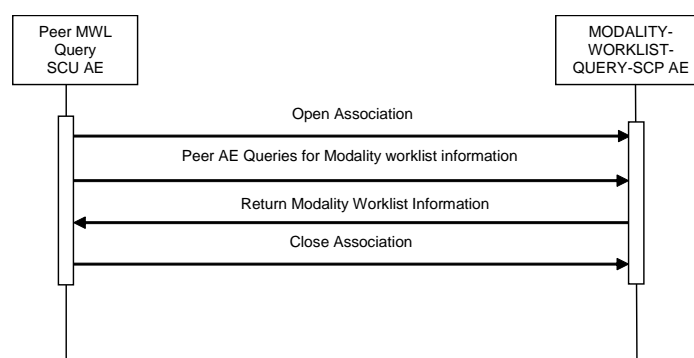 Peer MWL
Query
SCU AE
MODALITY-
WORKLIST-
QUERY-SCP AE
Open Association
Peer AE Queries for Modality worklist information
Return Modality Worklist Information
Close Association